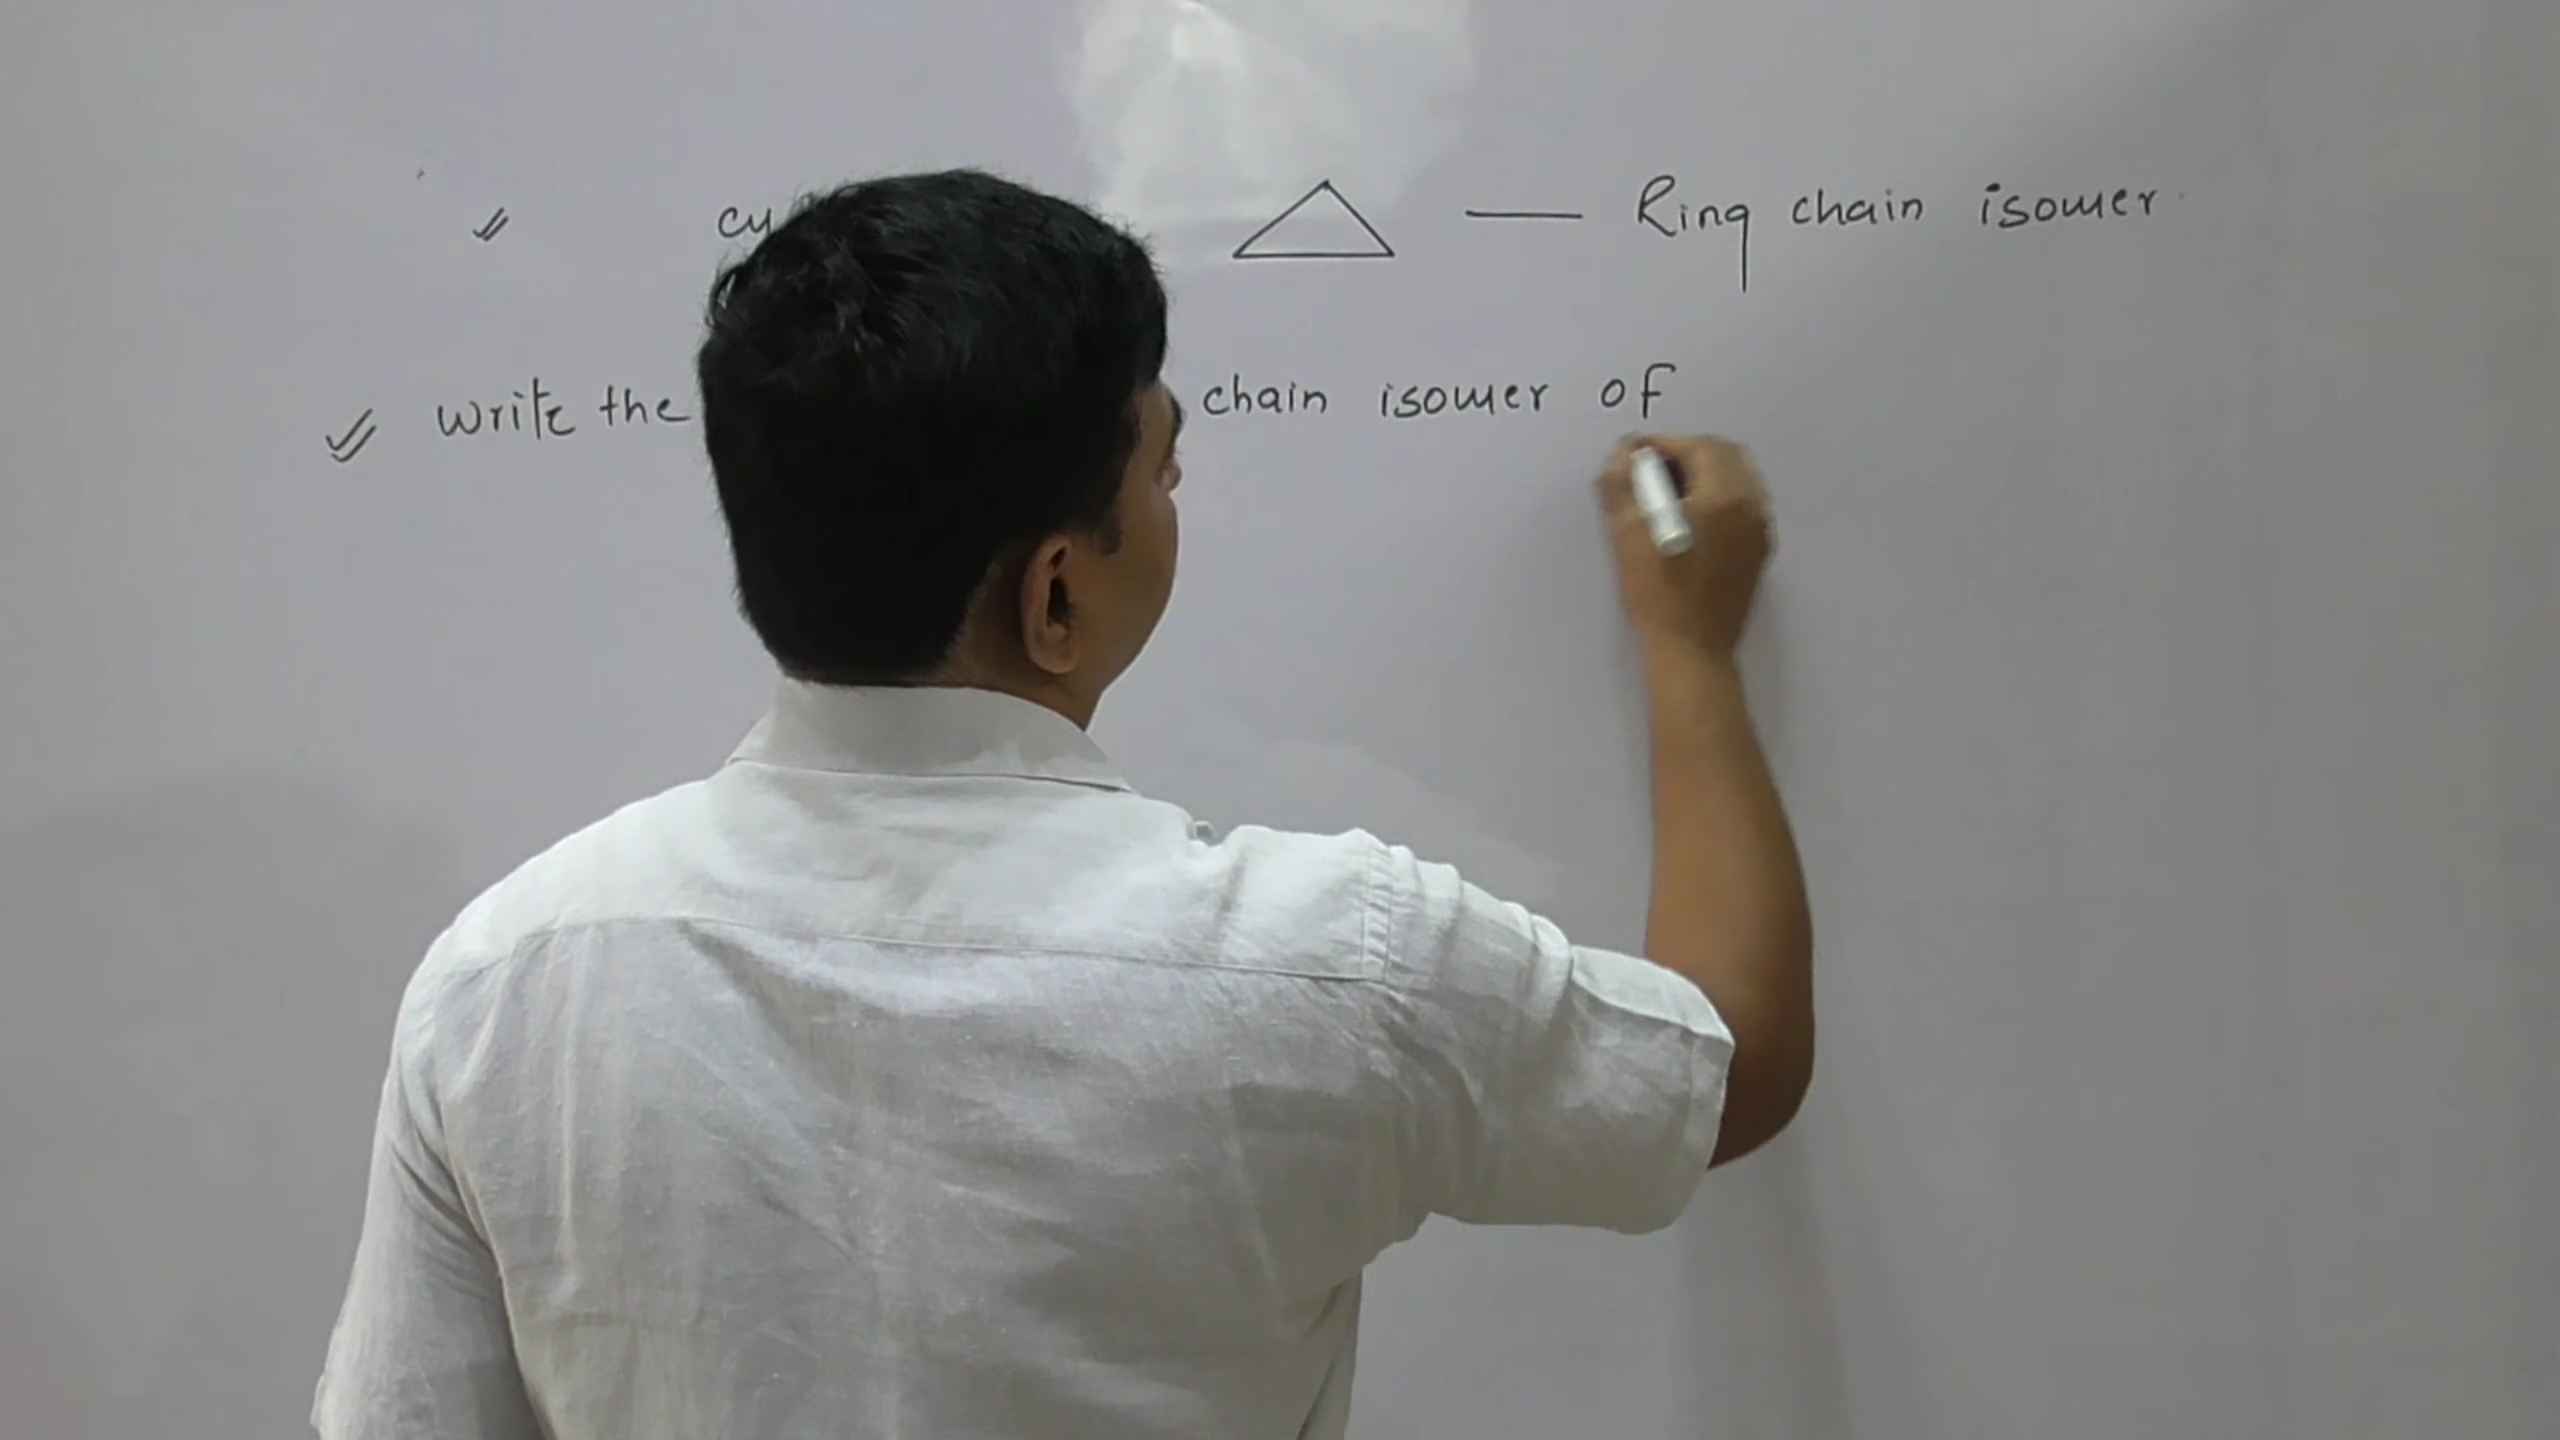 cy — Ring chain isomer
Write the chain isomer of